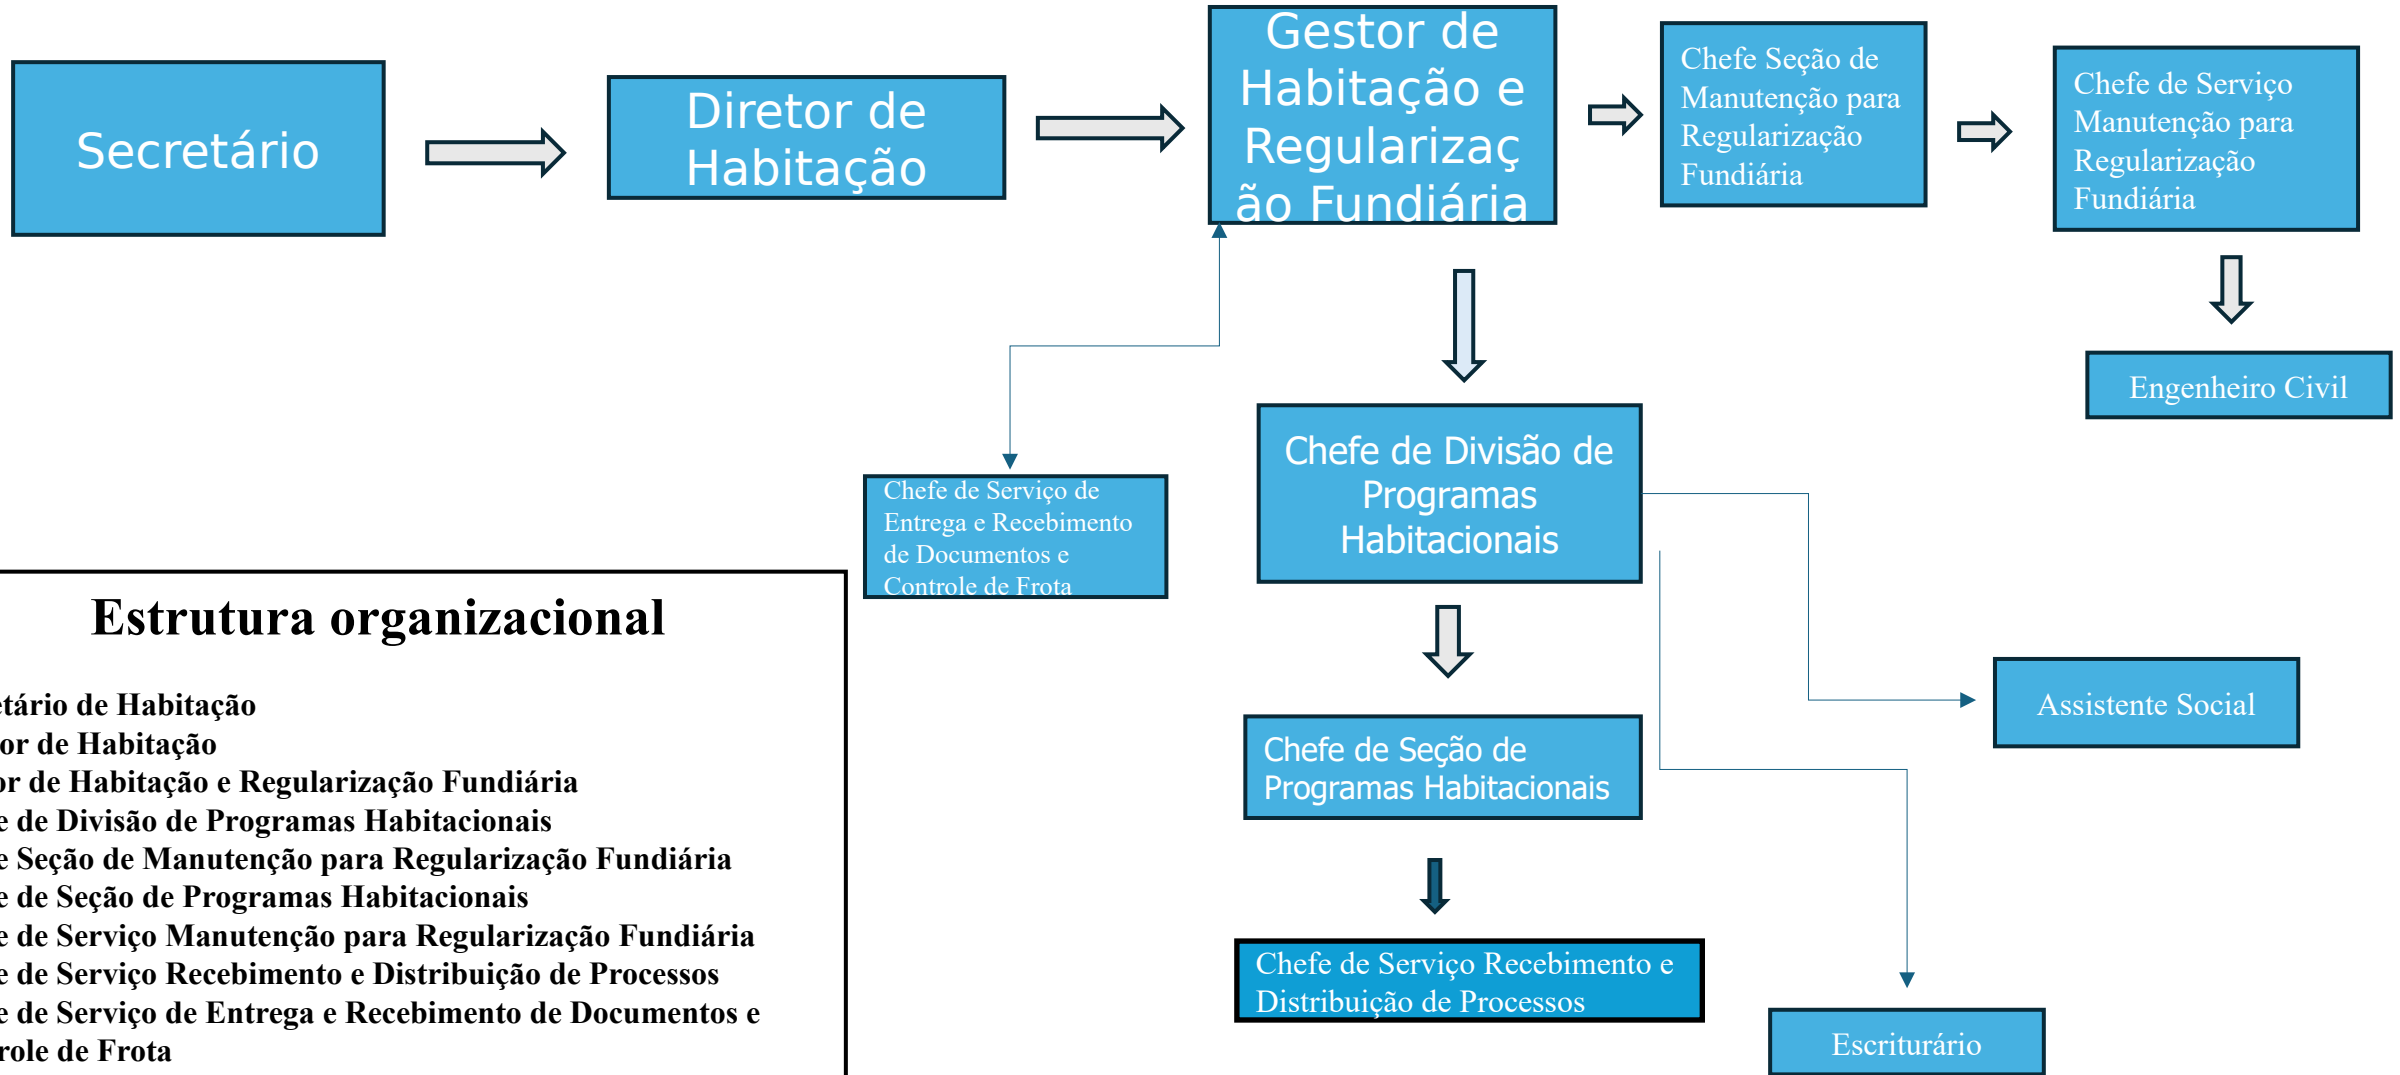 Secretário
Diretor de
Habitação
Gestor de
Habitação e
Regularizaç
ão Fundiária
Chefe Seção de
Manutenção para
Regularização
Fundiária
Chefe de Serviço
Manutenção para
Regularização
Fundiária
Engenheiro Civil
Chefe de Divisão de
Programas
Habitacionais
Chefe de Serviço de
Entrega e Recebimento
de Documentos e
Controle de Frota
Estrutura organizacional
etário de Habitação
or de Habitação
or de Habitação e Regularização Fundiária
e de Divisão de Programas Habitacionais
e Seção de Manutenção para Regularização Fundiária
e de Seção de Programas Habitacionais
e de Serviço Manutenção para Regularização Fundiária
e de Serviço Recebimento e Distribuição de Processos
e de Serviço de Entrega e Recebimento de Documentos e
role de Frota
Assistente Social
Chefe de Seção de
Programas Habitacionais
Chefe de Serviço Recebimento e
Distribuição de Processos
Escriturário